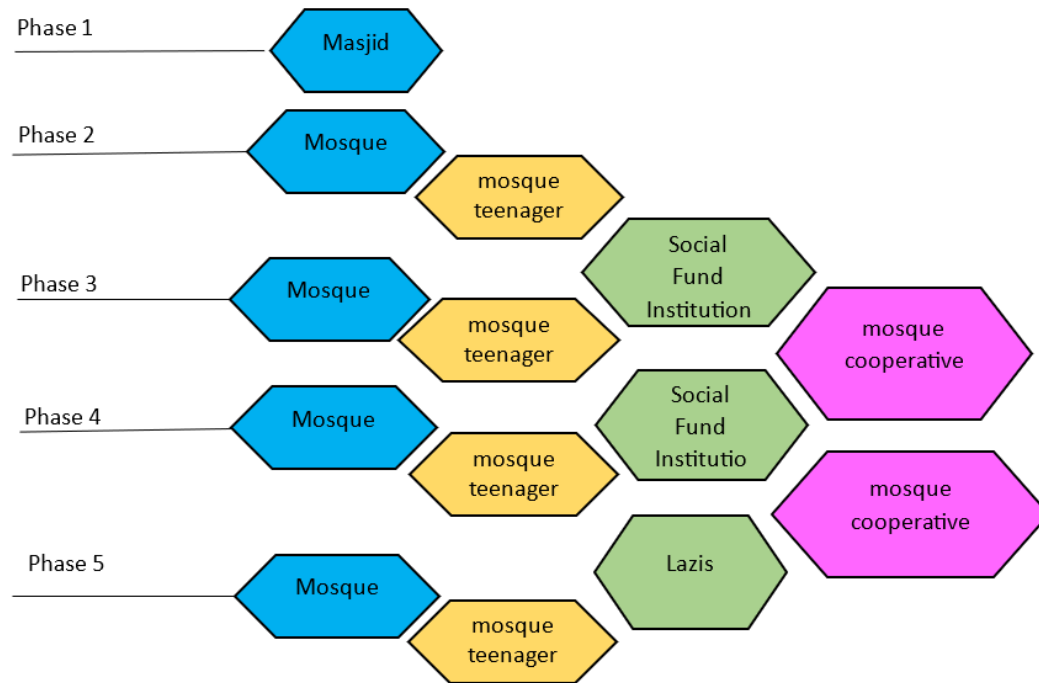 Phase 1
Masjid
Phase 2
Mosque
mosque
teenager
Social
Fund
Institution
Phase 3
Mosque
mosque
teenager
mosque
cooperative
Phase 4
Mosque
Social
Fund
Institutio
mosque
teenager
mosque
cooperative
Phase 5
Mosque
Lazis
mosque
teenager